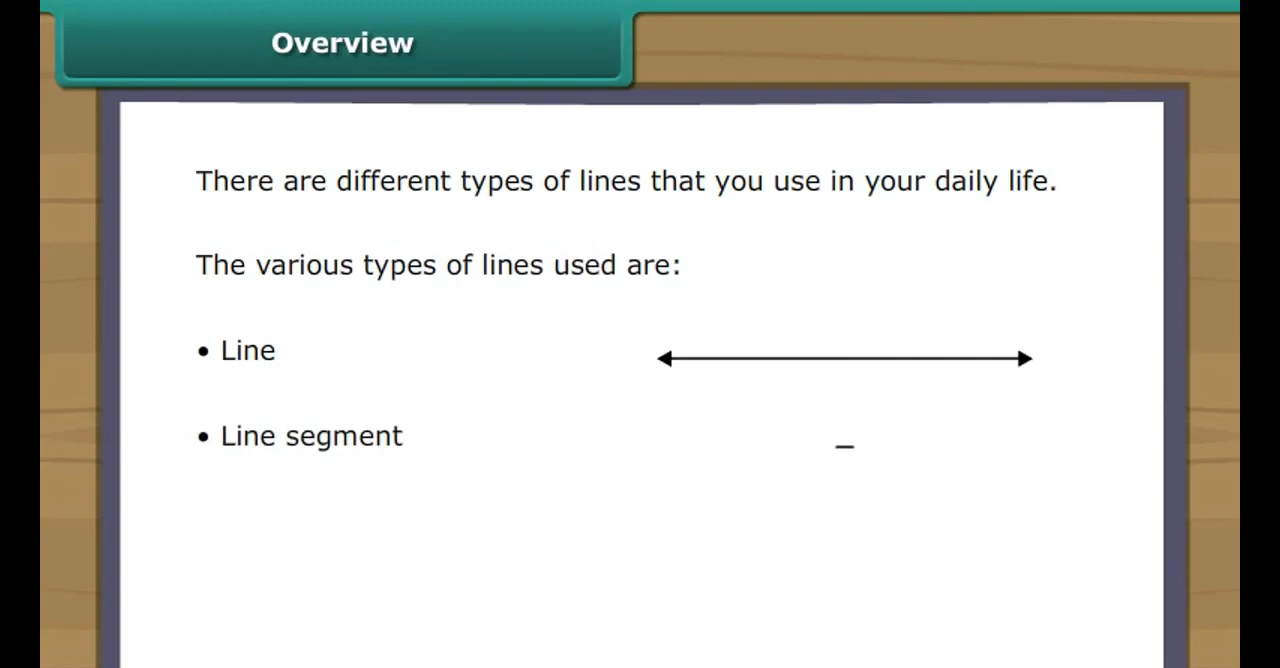 Overview
There are different types of lines that you use in your daily life.
The various types of lines used are:
• Line
• Line segment